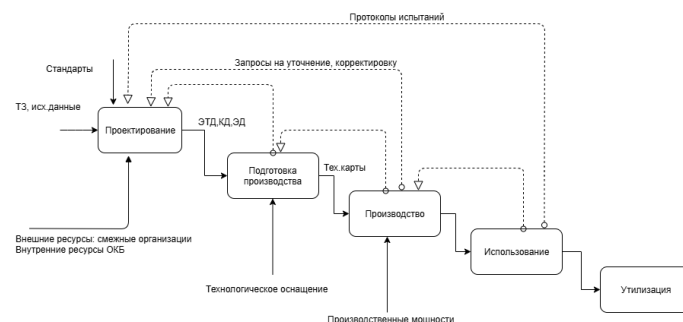 Протоколы испытаний
Запросы на уточнение, корректировку
Стандарты
ТЗ, исх.данные
Проектирование
ЭТД,КД,ЭД
Подготовка
производства
Тех.карты
Производство
Внешние ресурсы: смежные организации
Внутренние ресурсы ОКБ
Использование
Технологическое оснащение
Утилизация
Производственные мощности